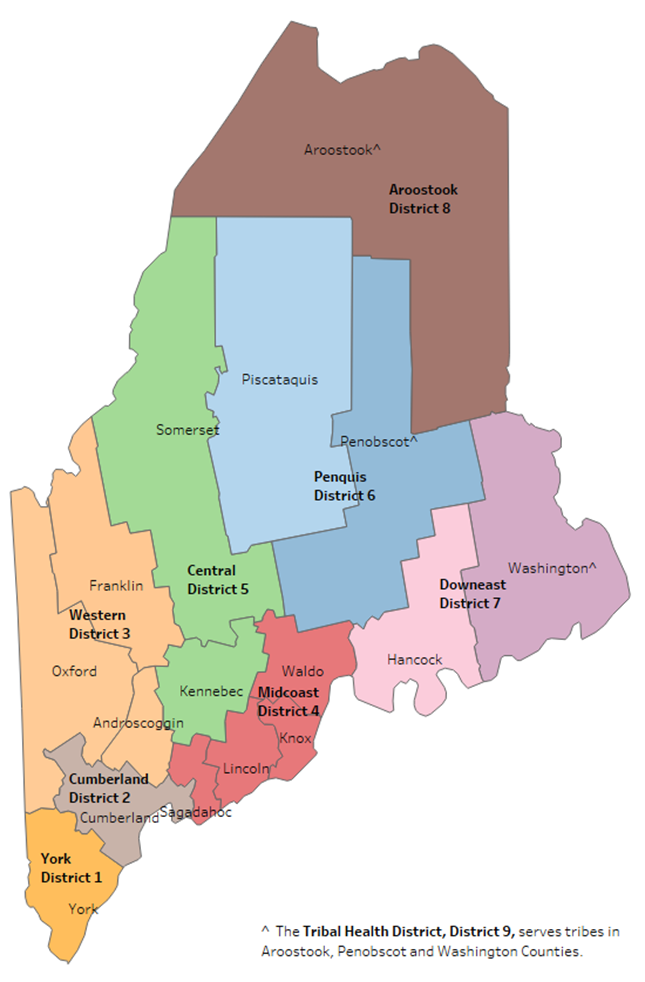 Aroostook^
Aroostook
District 8
Piscataquis
Somerset
Penobscot^
Penquis
District 6
Washington^
Central
District 5
Downeast
District 7
Franklin
Western
District 3
Hancock
Oxford
Waldo
Kennebec
Midcoast
District 4
Androscoggin
Knox
Lincoln
Cumberland
District 2
Sagadahoc
Cumberland
York
District 1
York
^ The Tribal Health District, District 9, serves tribes in
Aroostook, Penobscot and Washington Counties.